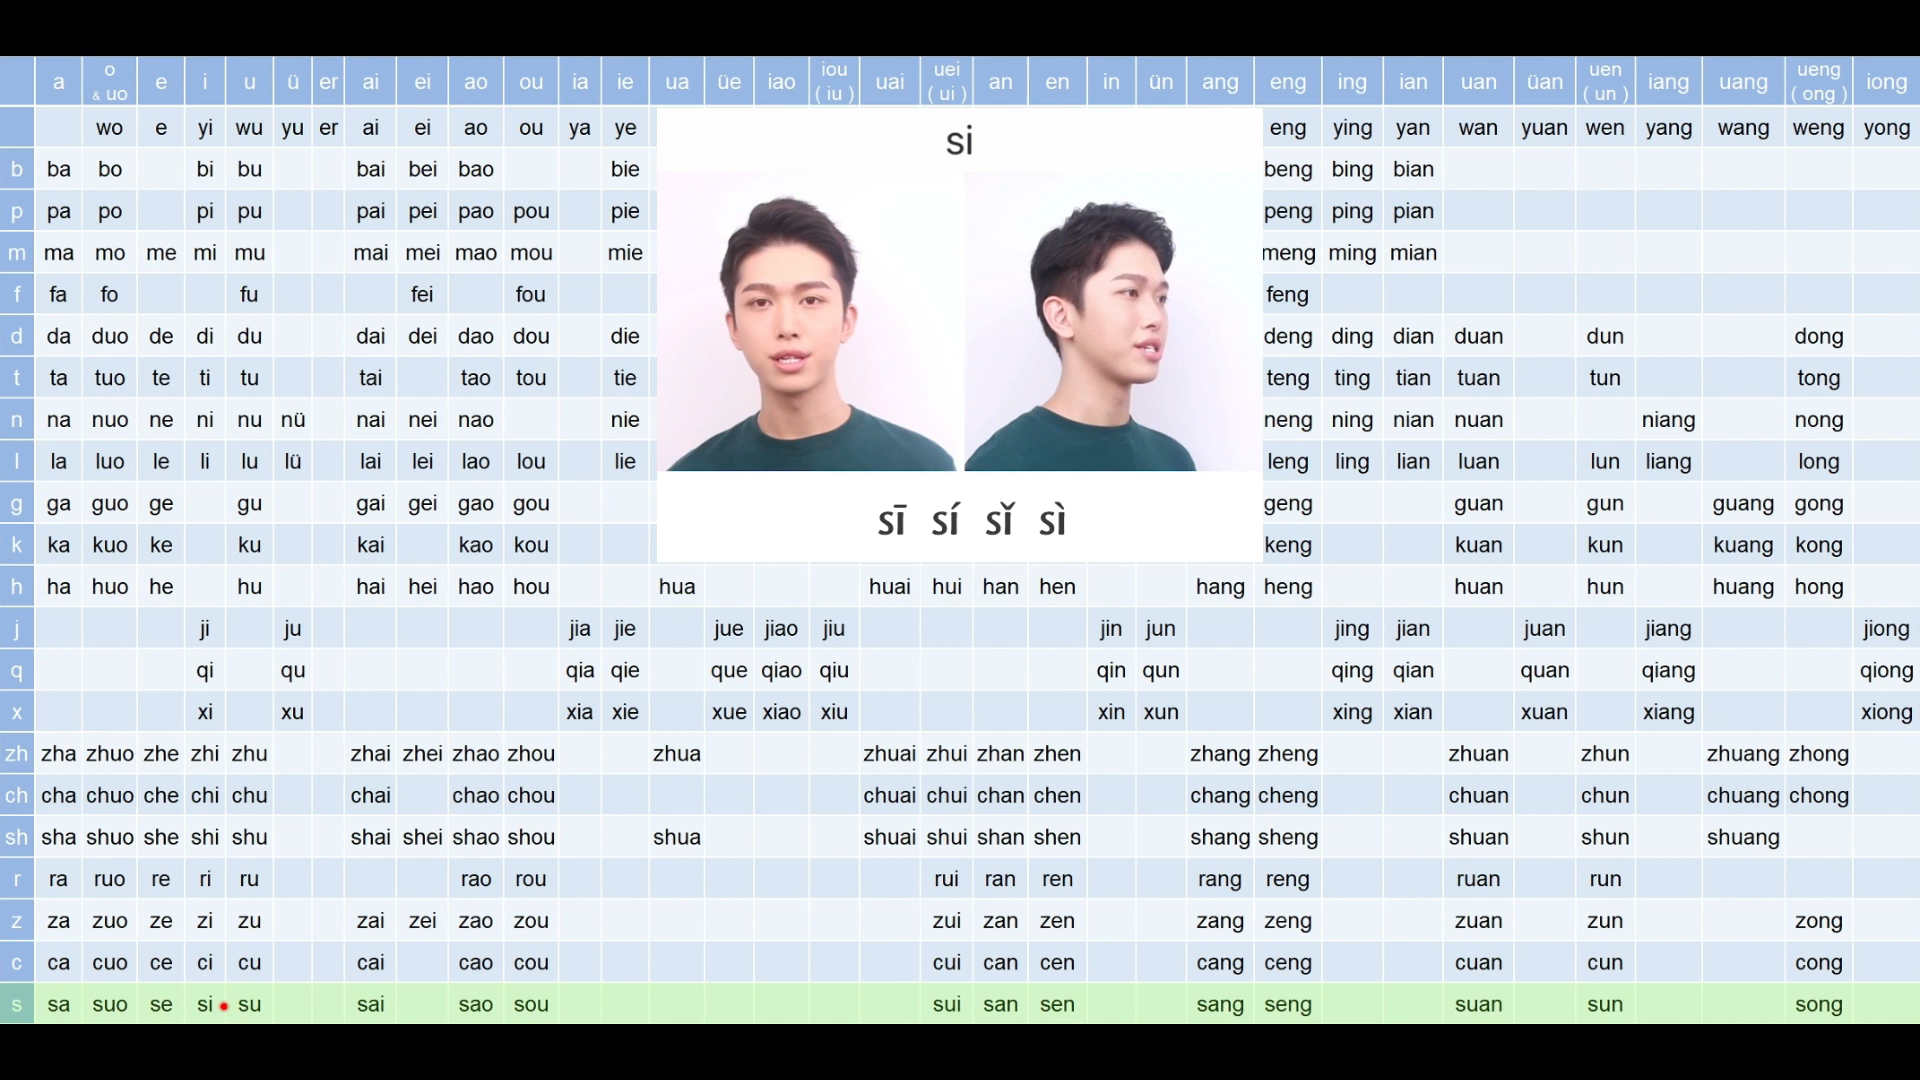 a o & uo e i u ü er ai ei ao ou ia ie ua üe iao iou ( iu ) uai uei ( ui ) an en in ün ang eng ing ian uan üan uen ( un ) iang uang ueng ( ong ) iong
wo e yi wu yu er ai ei ao ou ya ye eng ying yan wan yuan wen yang wang weng yong
si
b ba bo bi bu bai bei bao bie beng bing bian
p pa po pi pu pai pei pao pou pie peng ping pian
m ma mo me mi mu mai mei mao mou mie meng ming mian
f fa fo fu fei fou feng
d da duo de di du dai dei dao dou die deng ding dian duan dun dong
t ta tuo te ti tu tai tao tou tie teng ting tian tuan tun tong
n na nuo ne ni nu nü nai nei nao nie neng ning nian nuan niang nong
l la luo le li lu lü lai lei lao lou lie leng ling lian luan lun liang long
g ga guo ge gu gai gei gao gou geng guan gun guang gong
sī sí sǐ sì
k ka kuo ke ku kai kao kou keng kuan kun kuang kong
h ha huo he hu hai hei hao hou hua huai hui han hen hang heng huan hun huang hong
j ji ju jia jie jue jiao jiu jin jun jing jian juan jiang jiong
q qi qu qia qie que qiao qiu qin qun qing qian quan qiang qiong
x xi xu xia xie xue xiao xiu xin xun xing xian xuan xiang xiong
zh zha zhuo zhe zhi zhu zhai zhei zhao zhou zhua zhuai zhui zhan zhen zhang zheng zhuan zhun zhuang zhong
ch cha chuo che chi chu chai chao chou chuai chui chan chen chang cheng chuan chun chuang chong
sh sha shuo she shi shu shai shei shao shou shua shuai shui shan shen shang sheng shuan shun shuang
r ra ruo re ri ru rao rou rui ran ren rang reng ruan run
z za zuo ze zi zu zai zei zao zou zui zan zen zang zeng zuan zun zong
c ca cuo ce ci cu cai cao cou cui can cen cang ceng cuan cun cong
s sa suo se si su sai sao sou sui san sen sang seng suan sun song